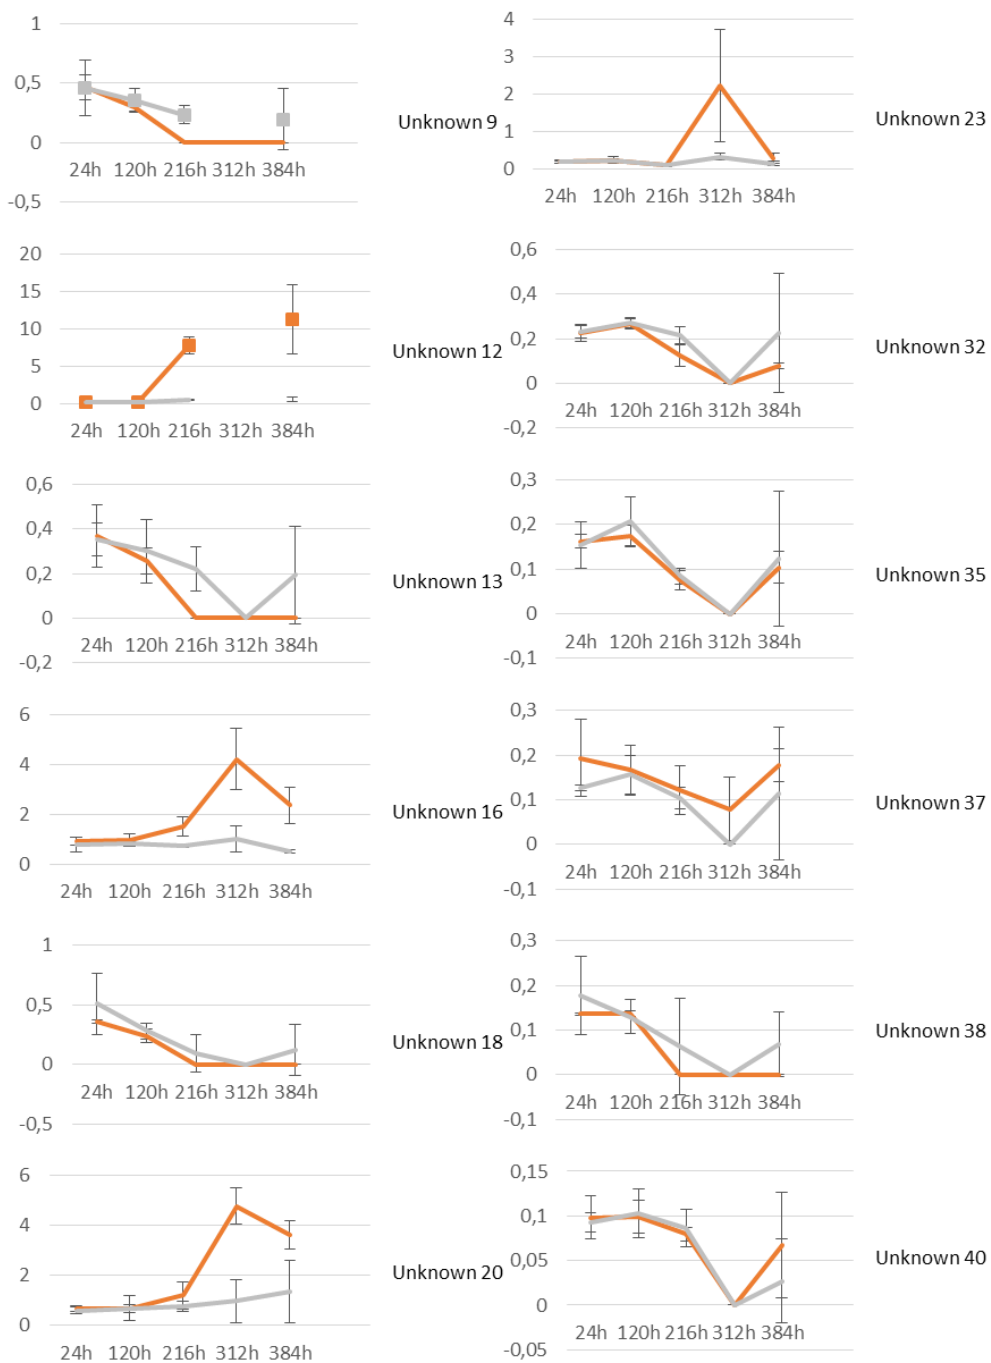 1
0,5
0
24h 120h 216h 312h 384h
-0,5
Unknown 9
4
3
2
1
0
24h 120h 216h 312h 384h
Unknown 23
20
15
10
5
0
24h 120h 216h 312h 384h
Unknown 12
0,6
0,4
0,2
0
24h 120h 216h 312h 384h
-0,2
Unknown 32
0,6
0,4
0,2
0
24h 120h 216h 312h 384h
-0,2
Unknown 13
0,3
0,2
0,1
0
24h 120h 216h 312h 384h
-0,1
Unknown 35
6
4
2
0
24h 120h 216h 312h 384h
Unknown 16
0,3
0,2
0,1
0
24h 120h 216h 312h 384h
-0,1
Unknown 37
1
0,5
0
24h 120h 216h 312h 384h
-0,5
Unknown 18
0,3
0,2
0,1
0
24h 120h 216h 312h 384h
-0,1
Unknown 38
6
4
2
0
24h 120h 216h 312h 384h
Unknown 20
0,15
0,1
0,05
0
24h 120h 216h 312h 384h
-0,05
Unknown 40